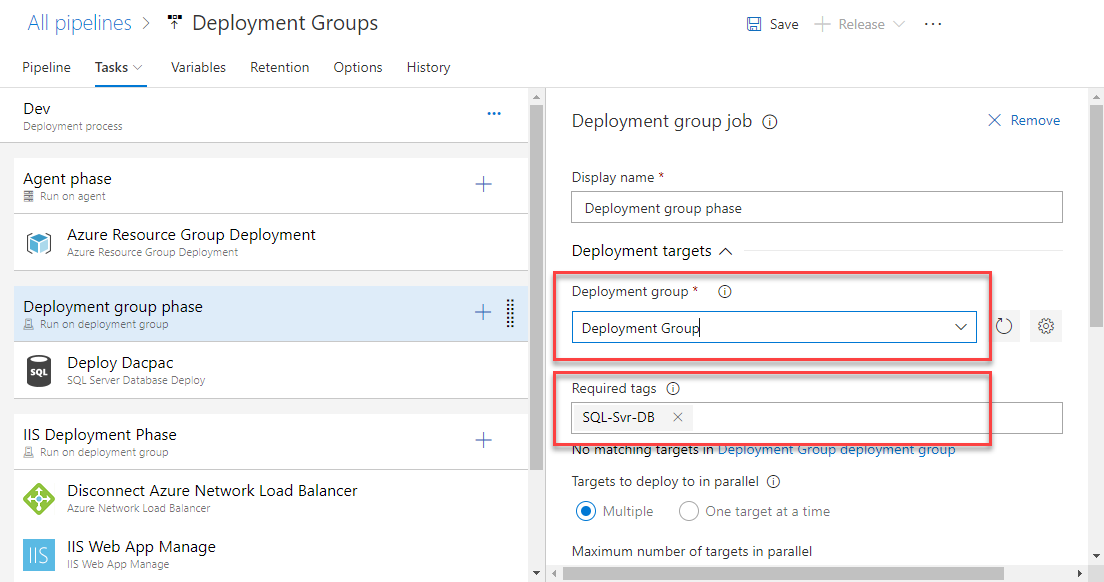 All pipelines > Deployment Groups
Save
Release
...
Pipeline
Tasks
Variables
Retention
Options
History
Dev
Deployment process
...
Agent phase
Run on agent
Azure Resource Group Deployment
Azure Resource Group Deployment
Deployment group phase
Run on deployment group
SQL
Deploy Dacpac
SQL Server Database Deploy
IIS Deployment Phase
Run on deployment group
Disconnect Azure Network Load Balancer
Azure Network Load Balancer
IIS
IIS Web App Manage
IIS Web App Manage
Deployment group job
Remove
Display name *
Deployment group phase
Deployment targets
Deployment group *
Deployment Group
Required tags
SQL-Svr-DB
No matching targets in Deployment Group deployment group
Targets to deploy to in parallel
Multiple
One target at a time
Maximum number of targets in parallel